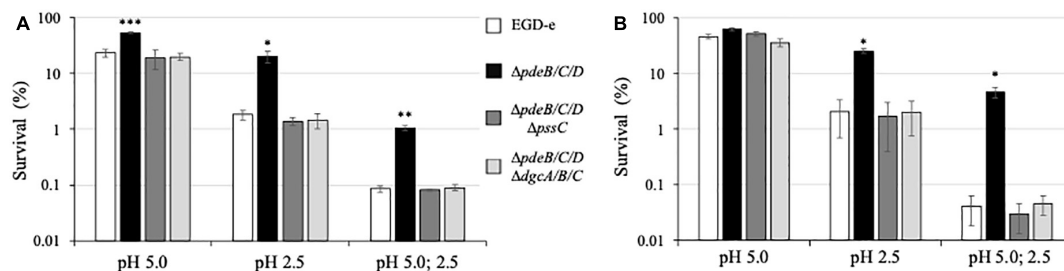 A
Survival (%)
100
10
1
0.1
0.01
***
*
**
pH 5.0
pH 2.5
pH 5.0; 2.5
EGD-e
ΔpdeB/C/D
ΔpdeB/C/D
ΔpssC
ΔpdeB/C/D
ΔdgcA/B/C
B
Survival (%)
100
10
1
0.1
0.01
*
*
pH 5.0
pH 2.5
pH 5.0; 2.5